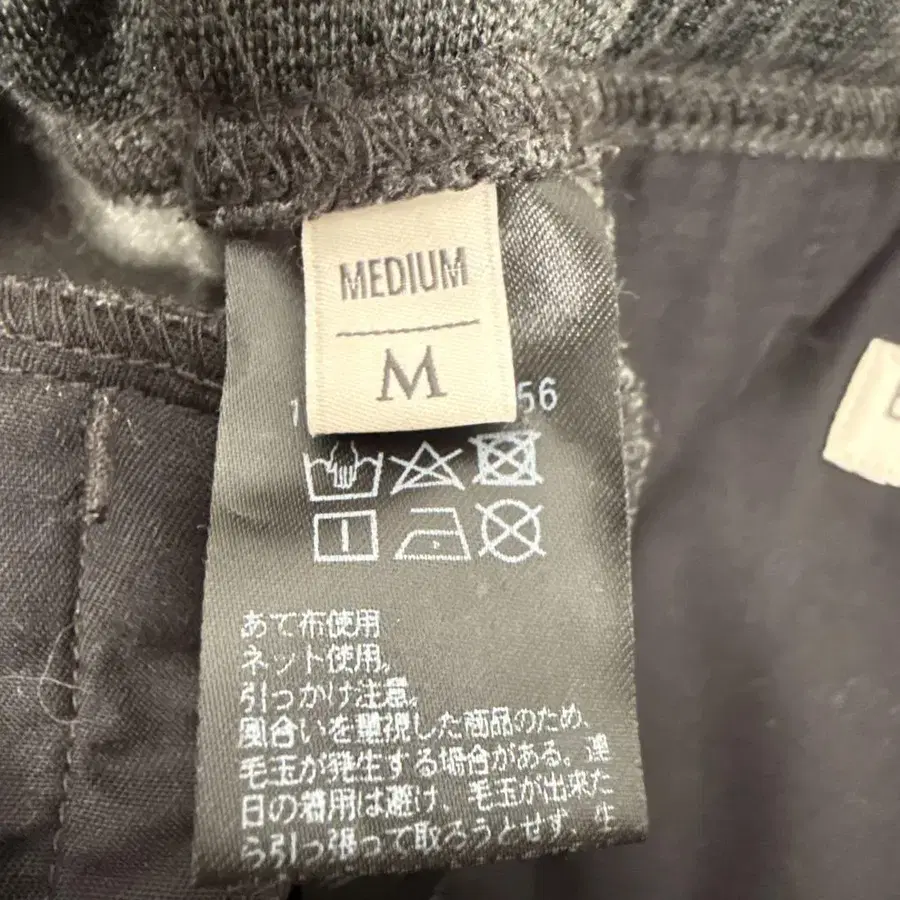 MEDIUM
M
56
あて布使用
ネット使用。
引っかけ注意。
風合いを重視した商品のため、
毛玉が発生する場合がある。連
日の着用は避け、毛玉が出来た
ら引っ張って取ろうとせず、生